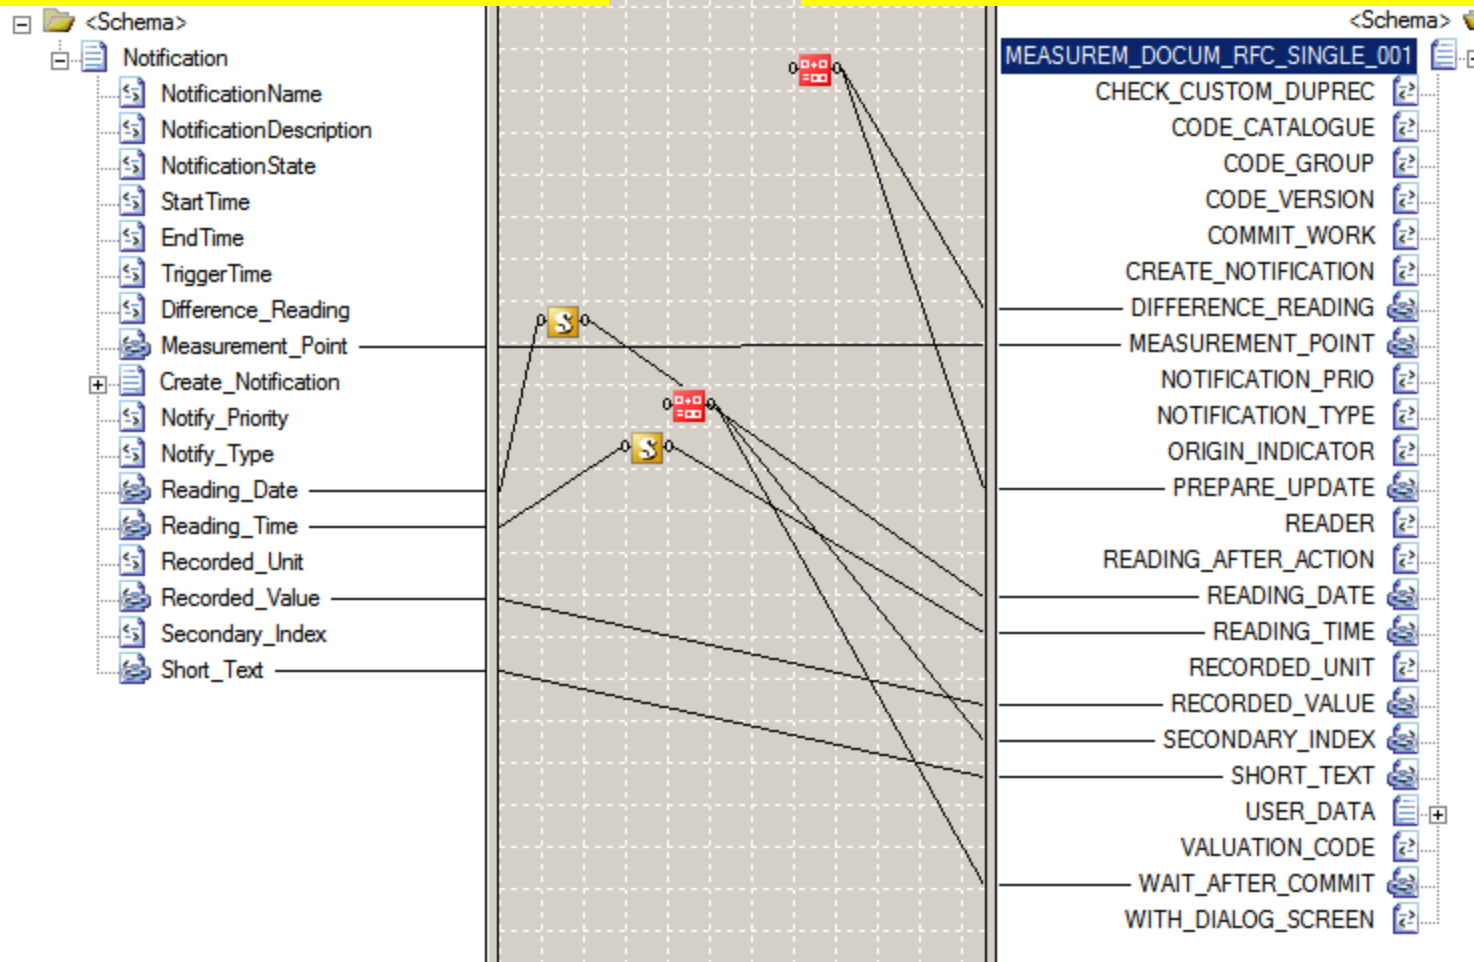 <Schema>
Notification
NotificationName
NotificationDescription
NotificationState
StartTime
EndTime
TriggerTime
Difference_Reading
Measurement_Point
Create_Notification
Notify_Priority
Notify_Type
Reading_Date
Reading_Time
Recorded_Unit
Recorded_Value
Secondary_Index
Short_Text
<Schema>
MEASUREM_DOCUM_RFC_SINGLE_001
CHECK_CUSTOM_DUPREC
CODE_CATALOGUE
CODE_GROUP
CODE_VERSION
COMMIT_WORK
CREATE_NOTIFICATION
DIFFERENCE_READING
MEASUREMENT_POINT
NOTIFICATION_PRIO
NOTIFICATION_TYPE
ORIGIN_INDICATOR
PREPARE_UPDATE
READER
READING_AFTER_ACTION
READING_DATE
READING_TIME
RECORDED_UNIT
RECORDED_VALUE
SECONDARY_INDEX
SHORT_TEXT
USER_DATA
VALUATION_CODE
WAIT_AFTER_COMMIT
WITH_DIALOG_SCREEN